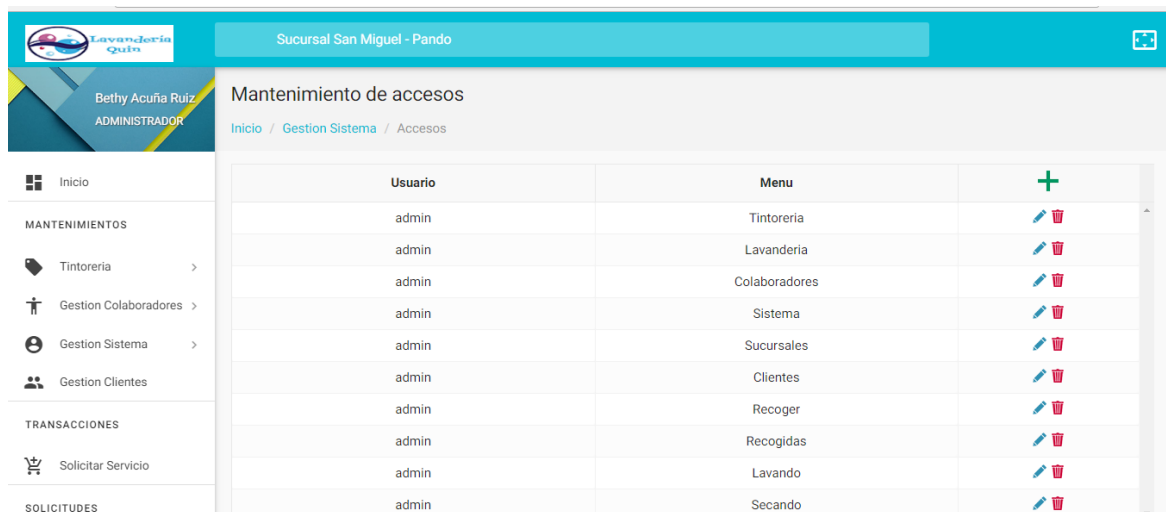 Lavandería
Quin
Sucursal San Miguel - Pando
Bethy Acuña Ruiz
ADMINISTRADOR
Inicio
MANTENIMIENTOS
Tintoreria
Gestion Colaboradores
Gestion Sistema
Gestion Clientes
TRANSACCIONES
Solicitar Servicio
SOLICITUDES
Mantenimiento de accesos
Inicio / Gestion Sistema / Accesos
Usuario Menu
admin Tintoreria
admin Lavanderia
admin Colaboradores
admin Sistema
admin Sucursales
admin Clientes
admin Recoger
admin Recogidas
admin Lavando
admin Secando